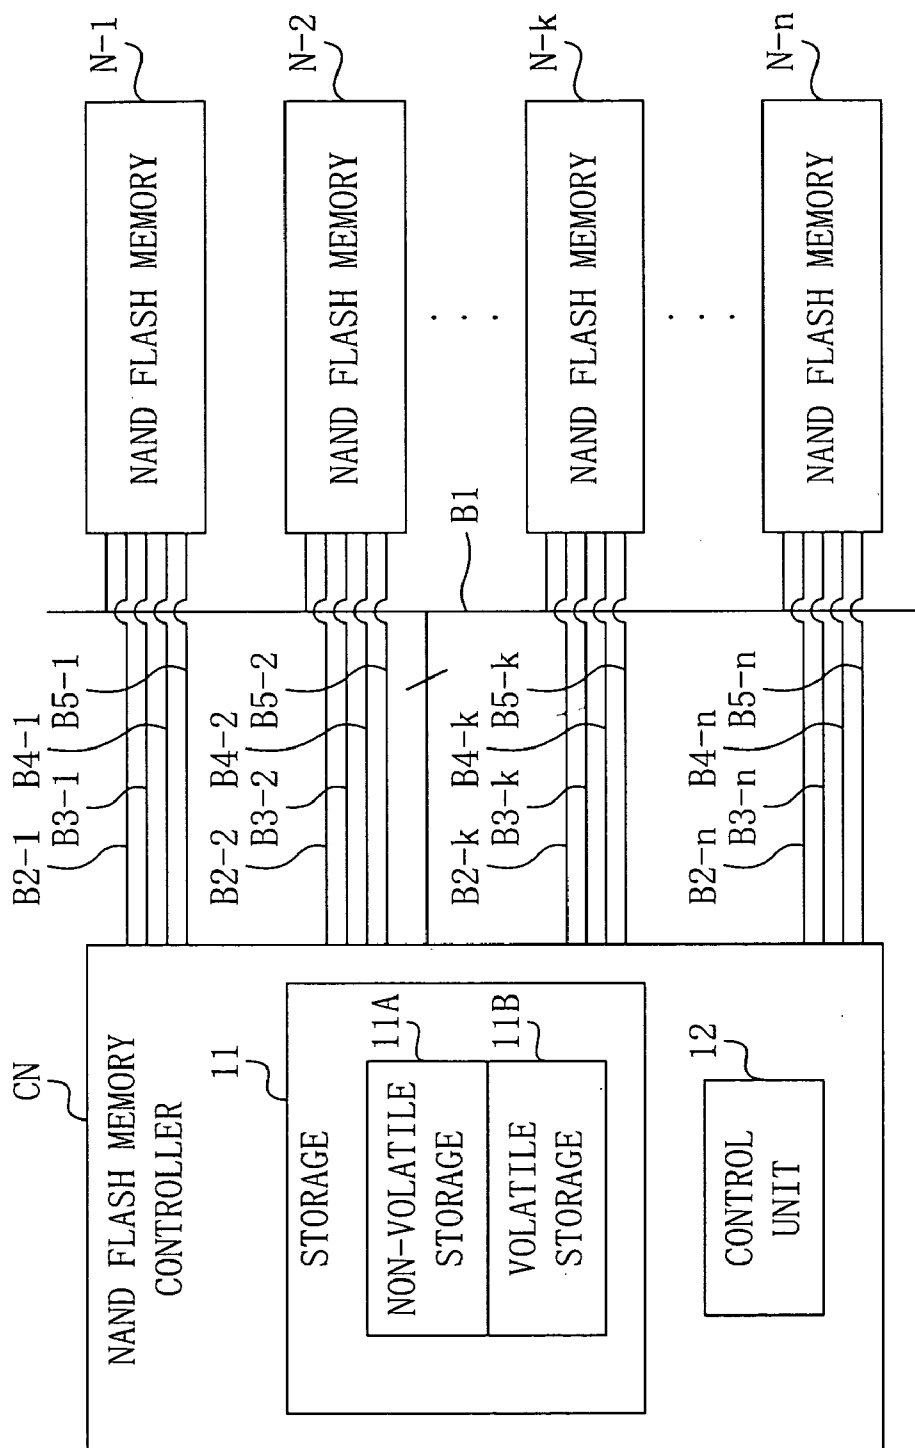 CN
NAND FLASH MEMORY
CONTROLLER
11
STORAGE
11A
NON-VOLATILE
STORAGE
11B
VOLATILE
STORAGE
12
CONTROL
UNIT
B2-1
B3-1
B4-1
B5-1
B2-2
B3-2
B4-2
B5-2
B1
B2-k
B3-k
B4-k
B5-k
B2-n
B3-n
B4-n
B5-n
N-1
NAND FLASH MEMORY
N-2
NAND FLASH MEMORY
. . .
N-k
NAND FLASH MEMORY
. . .
N-n
NAND FLASH MEMORY